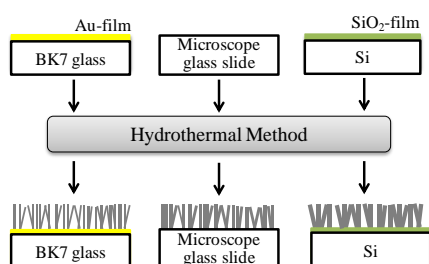 Au-film
SiO₂-film
BK7 glass
Microscope
glass slide
Si
Hydrothermal Method
BK7 glass
Microscope
glass slide
Si